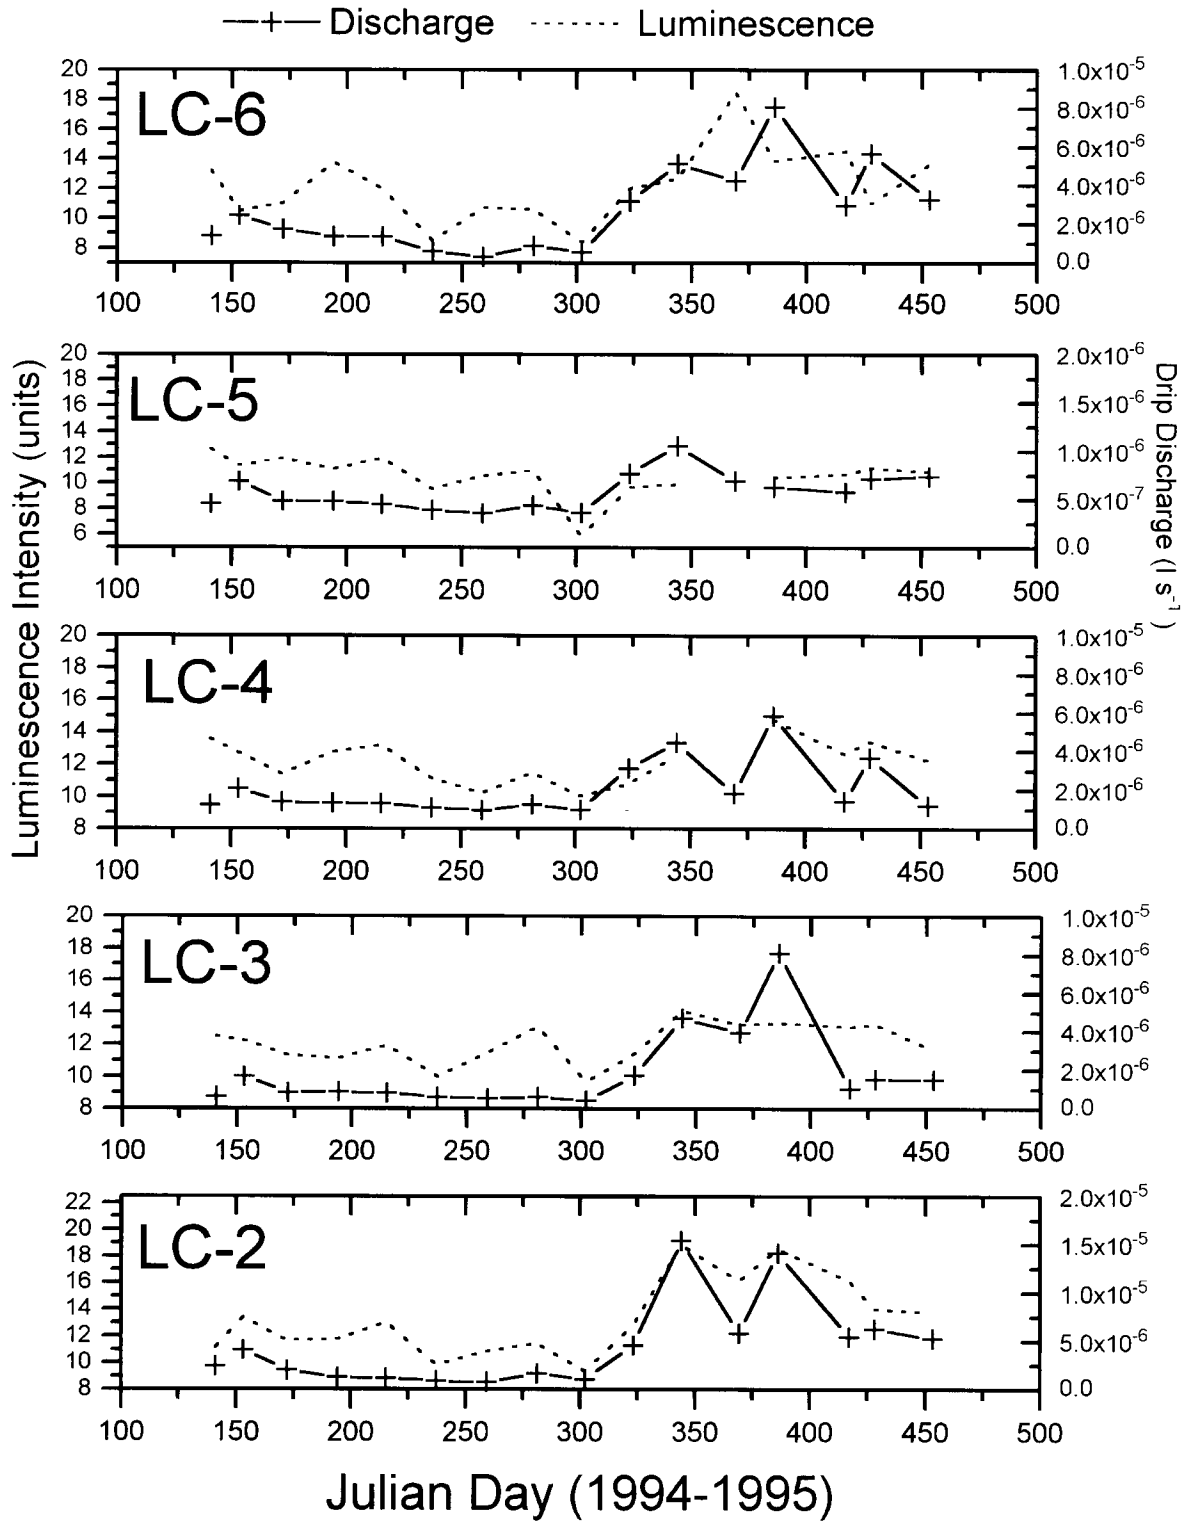 Discharge Luminescence
LC-6
20 18 16 14 12 10 8
1.0x10-5 8.0x10-6 6.0x10-6 4.0x10-6 2.0x10-6 0.0
100 150 200 250 300 350 400 450 500
LC-5
20 18 16 14 12 10 8 6
2.0x10-6 1.5x10-6 1.0x10-6 5.0x10-7 0.0
100 150 200 250 300 350 400 450 500
LC-4
20 18 16 14 12 10 8
1.0x10-5 8.0x10-6 6.0x10-6 4.0x10-6 2.0x10-6 0.0
100 150 200 250 300 350 400 450 500
LC-3
20 18 16 14 12 10 8
1.0x10-5 8.0x10-6 6.0x10-6 4.0x10-6 2.0x10-6 0.0
100 150 200 250 300 350 400 450 500
LC-2
22 20 18 16 14 12 10 8
2.0x10-5 1.5x10-5 1.0x10-5 5.0x10-6 0.0
100 150 200 250 300 350 400 450 500
Luminescence Intensity (units)
Drip Discharge (l s-1)
Julian Day (1994-1995)